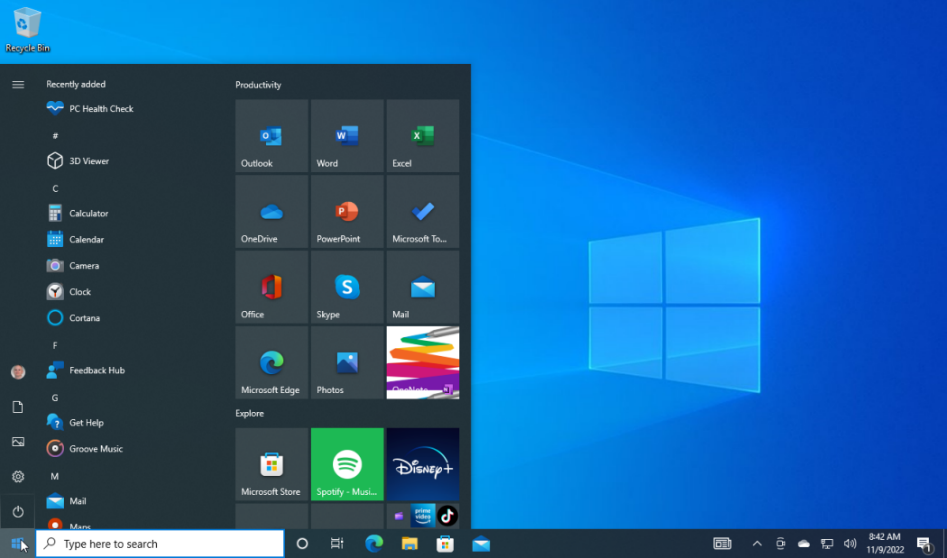 Recycle Bin
Recently added
PC Health Check
#
3D Viewer
C
Calculator
Calendar
Camera
Clock
Cortana
F
Feedback Hub
G
Get Help
Groove Music
M
Mail
Maps
Productivity
Outlook
Word
Excel
OneDrive
PowerPoint
Microsoft To...
Office
Skype
Mail
Microsoft Edge
Photos
OneNote
Explore
Microsoft Store
Spotify - Musi...
Disney+
prime video
Type here to search
8:42 AM
11/9/2022
1